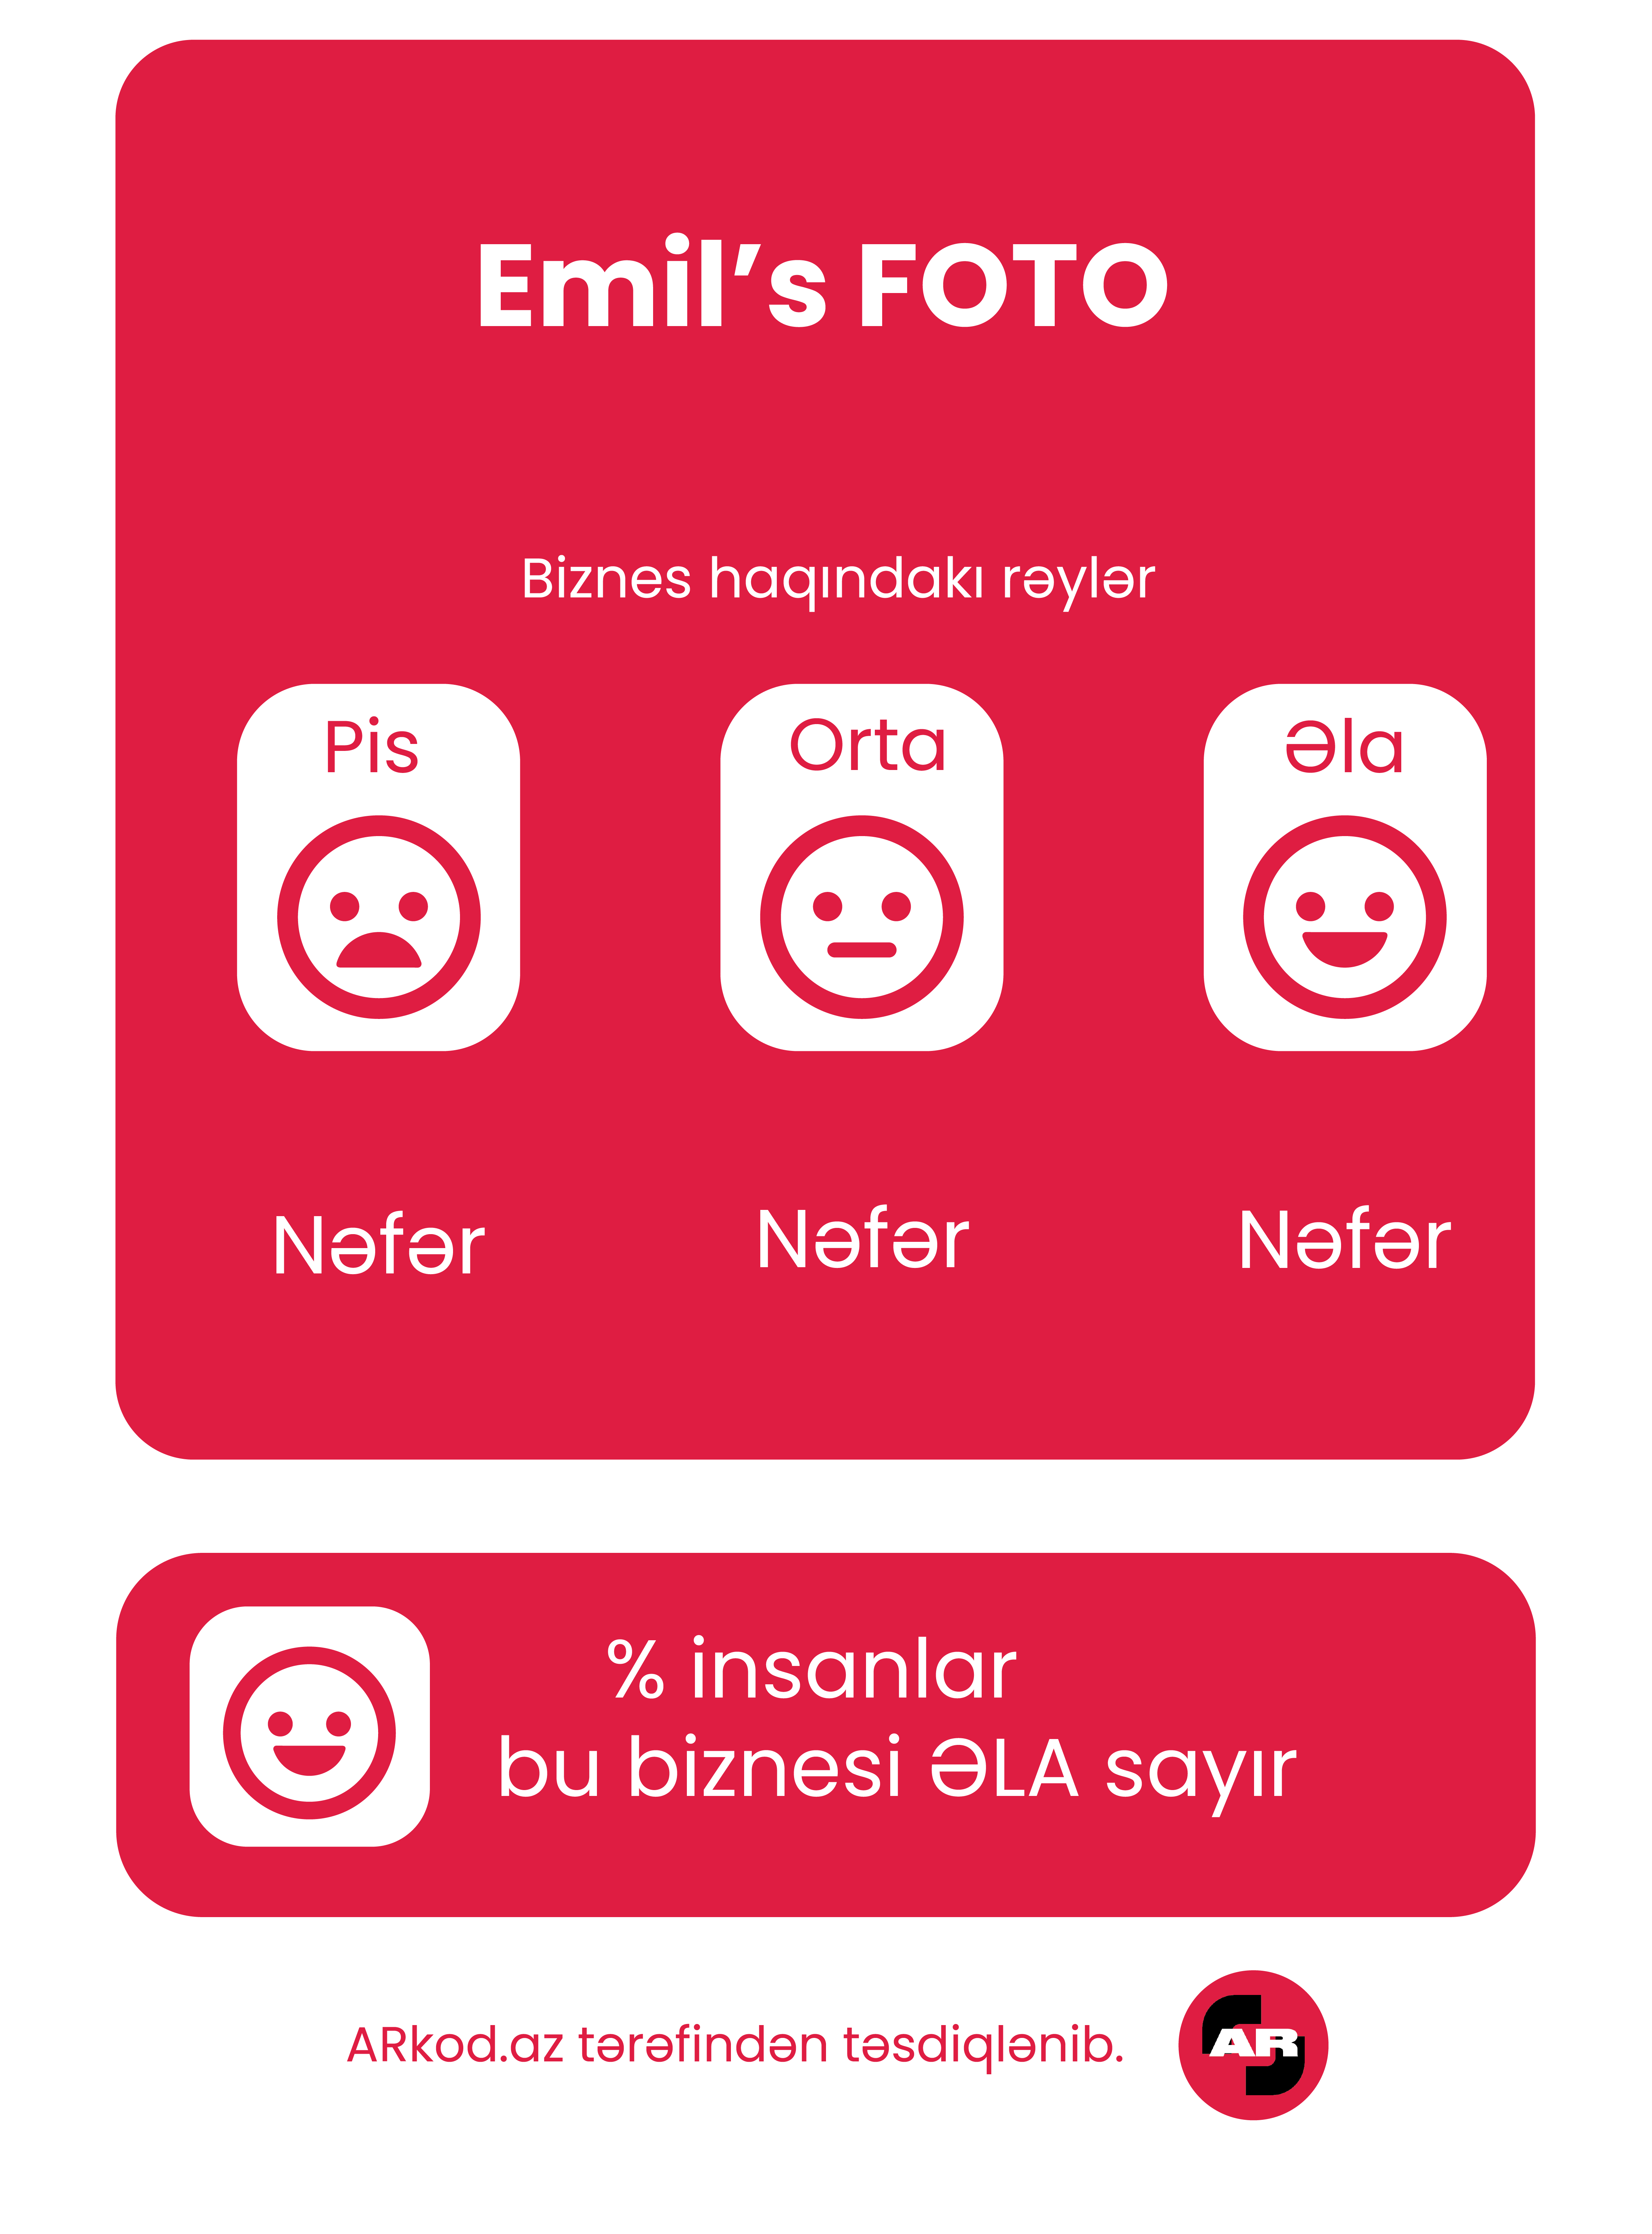 Emil’s FOTO
Biznes haqındakı rəylər
Pis
Orta
Əla
Nəfər
Nəfər
Nəfər
% insanlar
bu biznesi ƏLA sayır
ARkod.az tərəfindən təsdiqlənib.
AR